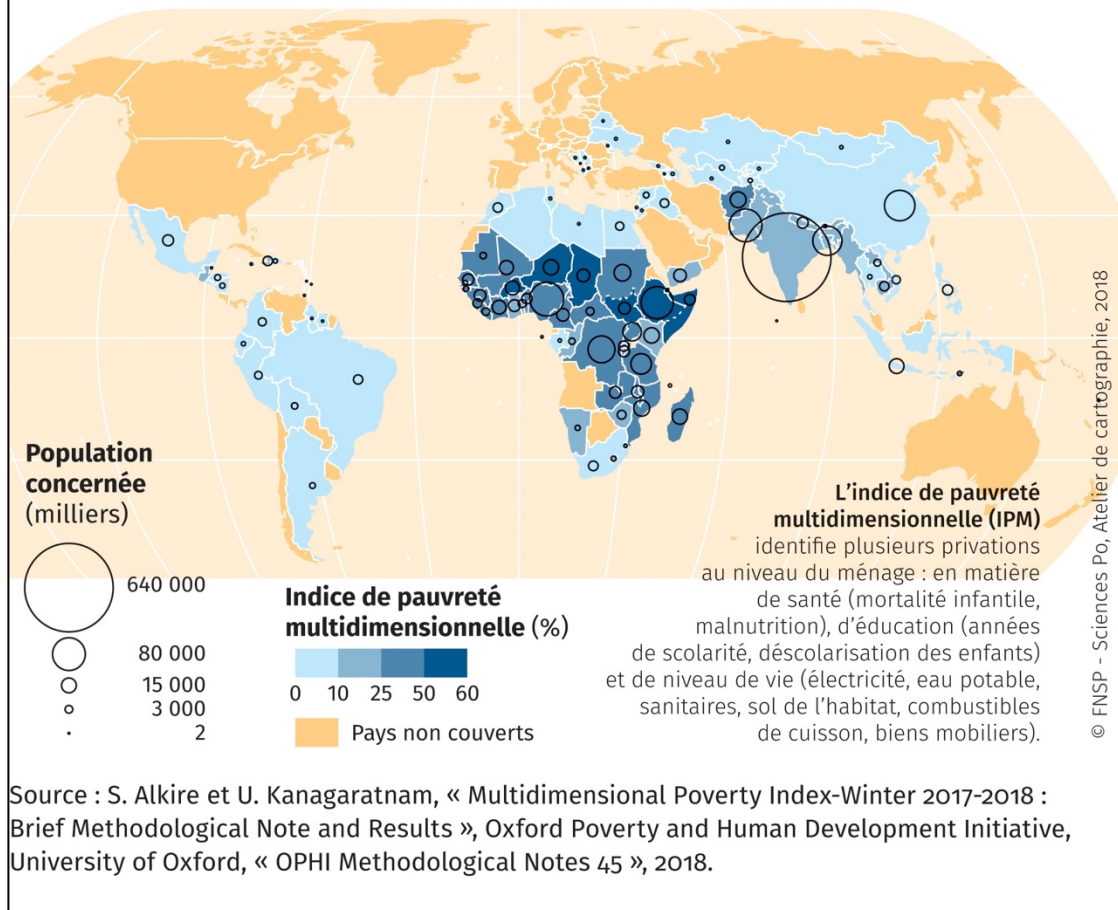 Population
concernée
(milliers)
640 000
80 000
15 000
3 000
2
Indice de pauvreté
multidimensionnelle (%)
0 10 25 50 60
Pays non couverts
L'indice de pauvreté
multidimensionnelle (IPM)
identifie plusieurs privations
au niveau du ménage : en matière
de santé (mortalité infantile,
malnutrition), d'éducation (années
de scolarité, déscolarisation des enfants)
et de niveau de vie (électricité, eau potable,
sanitaires, sol de l'habitat, combustibles
de cuisson, biens mobiliers).
© FNSP - Sciences Po, Atelier de cartographie, 2018
Source : S. Alkire et U. Kanagaratnam, « Multidimensional Poverty Index-Winter 2017-2018 :
Brief Methodological Note and Results », Oxford Poverty and Human Development Initiative,
University of Oxford, « OPHI Methodological Notes 45 », 2018.